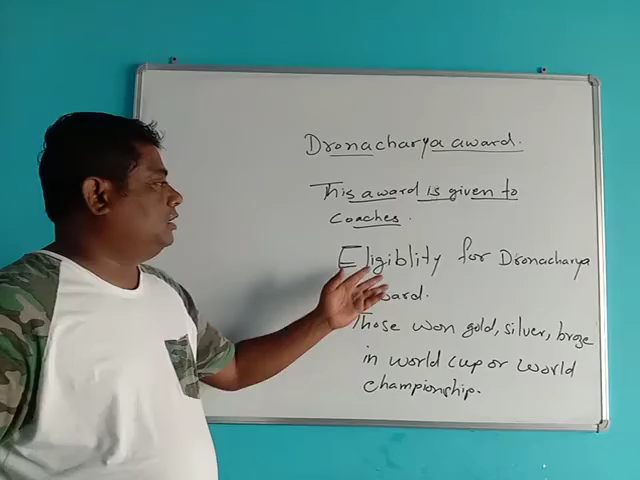 Dronacharya award.
This award is given to
coaches.
Eligiblity for Dronacharya
ward.
Those won gold, silver, broze
in world cup or world
championship.